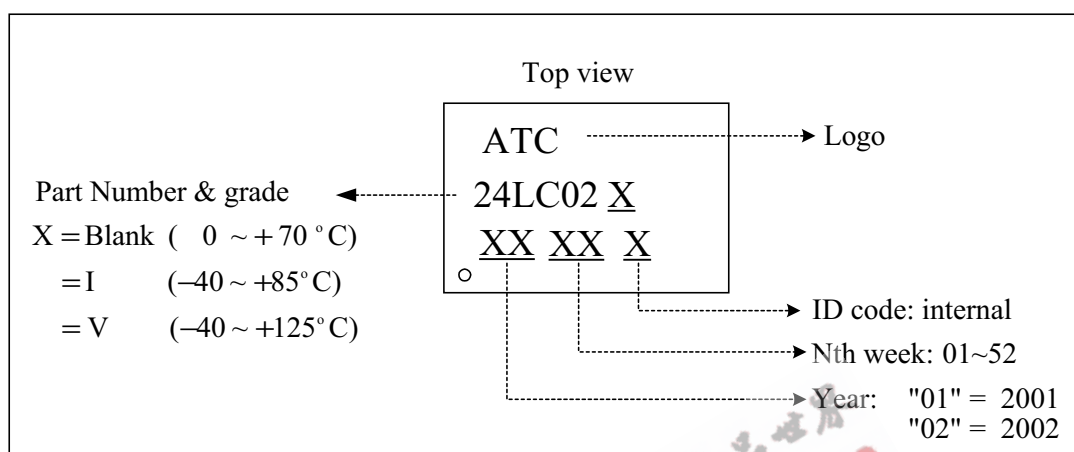 Top view
ATC
Logo
Part Number & grade
24LC02 X
X = Blank ( 0 ~ + 70 °C)
XX XX X
= I (−40 ~ +85°C)
= V (−40 ~ +125°C)
ID code: internal
Nth week: 01~52
Year: "01" = 2001
"02" = 2002